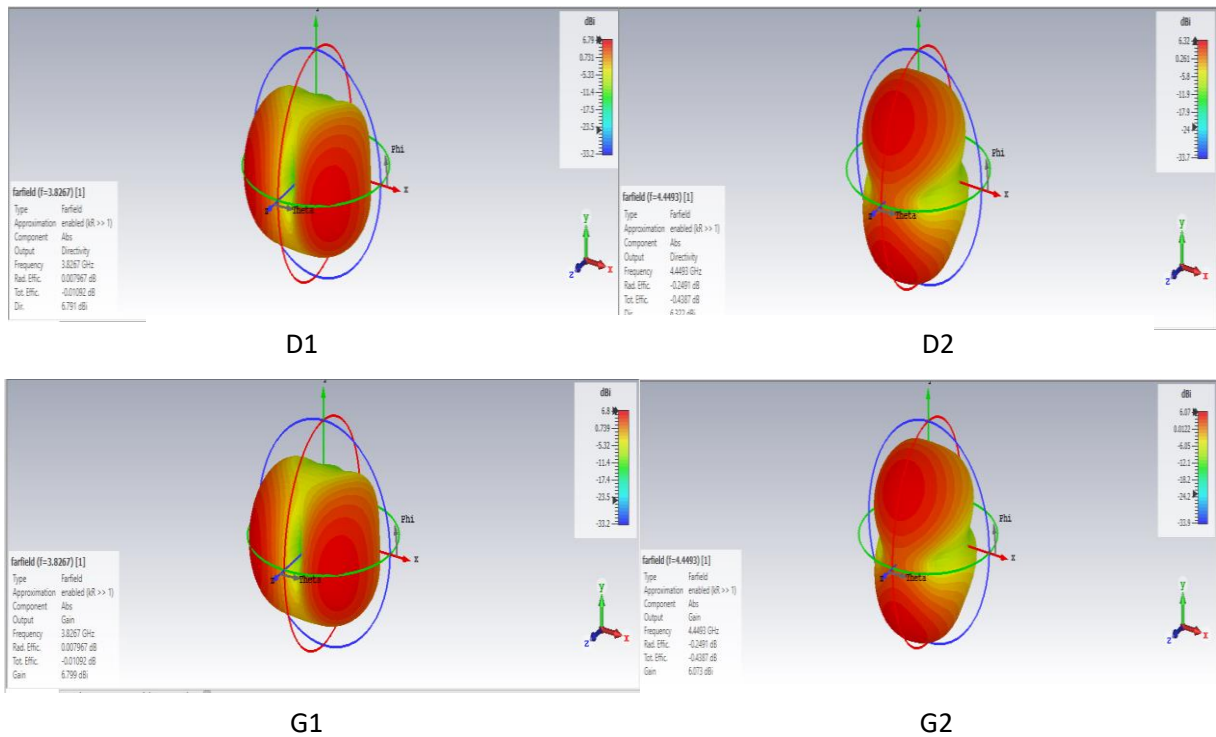 dBi
6.79
0.731
-5.33
-11.4
-17.5
-23.5
-33.2
Phi
x
z
Theta
y
z
x
farfield (f=3.8267) [1]
Type Farfield
Approximation enabled (kR >> 1)
Component Abs
Output Directivity
Frequency 3.8267 GHz
Rad. Effic. 0.007967 dB
Tot. Effic. -0.01092 dB
Dir. 6.791 dBi
dBi
6.32
0.261
-5.8
-11.9
-18
-24
-33.7
Phi
x
z
Theta
y
z
x
farfield (f=4.4493) [1]
Type Farfield
Approximation enabled (kR >> 1)
Component Abs
Output Directivity
Frequency 4.4493 GHz
Rad. Effic. -0.2491 dB
Tot. Effic. -0.4387 dB
Dir. 6.322 dBi
D1
D2
dBi
6.8
0.739
-5.32
-11.4
-17.4
-23.5
-33.2
Phi
x
z
Theta
y
z
x
farfield (f=3.8267) [1]
Type Farfield
Approximation enabled (kR >> 1)
Component Abs
Output Gain
Frequency 3.8267 GHz
Rad. Effic. 0.007967 dB
Tot. Effic. -0.01092 dB
Gain 6.799 dBi
dBi
6.07
0.0122
-6.05
-12.1
-18.2
-24.2
-33.9
Phi
x
z
Theta
y
z
x
farfield (f=4.4493) [1]
Type Farfield
Approximation enabled (kR >> 1)
Component Abs
Output Gain
Frequency 4.4493 GHz
Rad. Effic. -0.2491 dB
Tot. Effic. -0.4387 dB
Gain 6.073 dBi
G1
G2